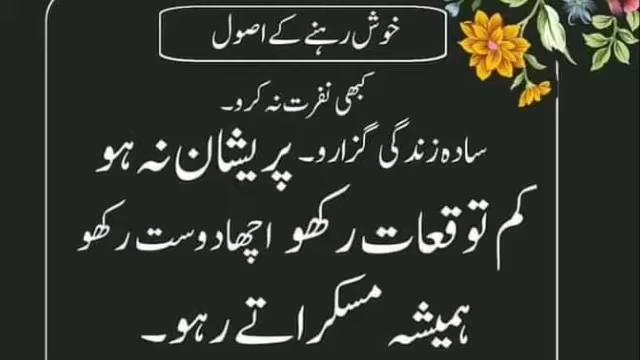 خوش رہنے کے اصول
کبھی نفرت نہ کرو۔
سادہ زندگی گزارو۔ پریشان نہ ہو
کم توقعات رکھو اچھا دوست رکھو
ہمیشہ مسکراتے رہو۔